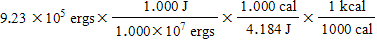 9.23 × 10⁵ ergs × 1.000 J / 1.000 × 10⁷ ergs × 1.000 cal / 4.184 J × 1 kcal / 1000 cal